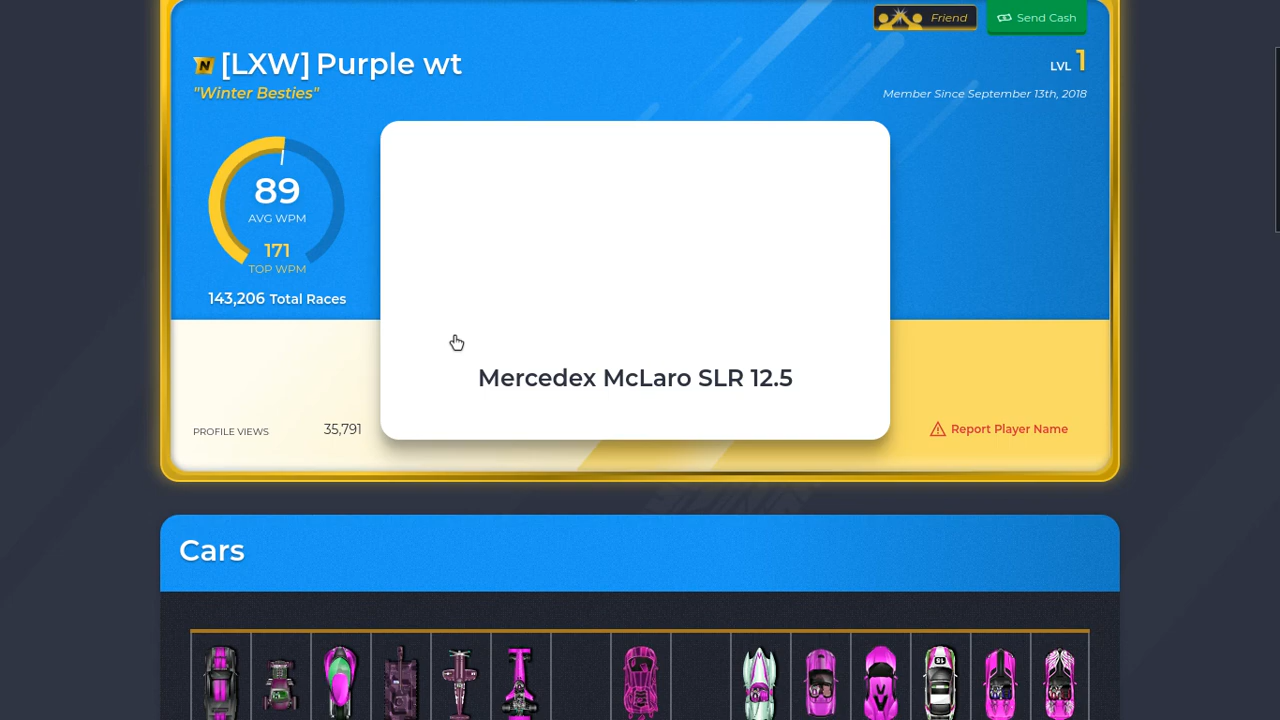 Friend
Send Cash
N [LXW] Purple wt
LVL 1
"Winter Besties"
Member Since September 13th, 2018
89
AVG WPM
171
TOP WPM
143,206 Total Races
Mercedex McLaro SLR 12.5
PROFILE VIEWS 35,791
Report Player Name
Cars